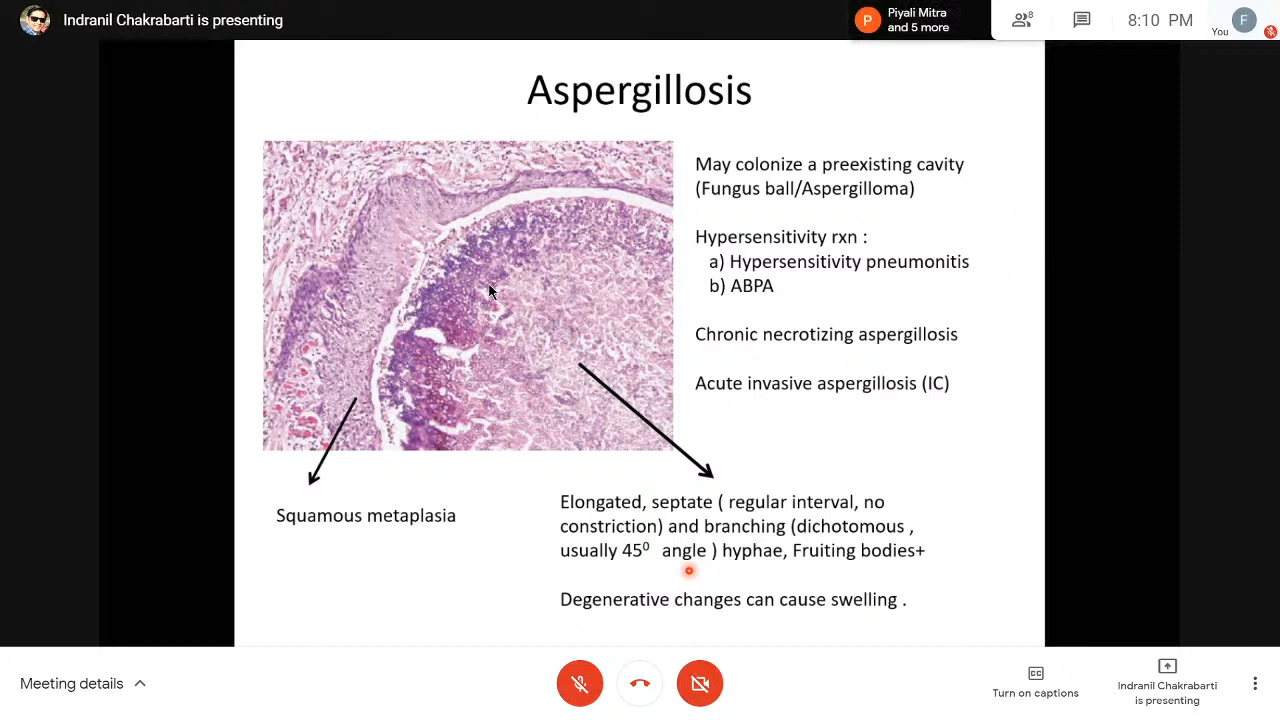 Indranil Chakrabarti is presenting
P
Piyali Mitra
and 5 more
8
8:10 PM
You
F
Aspergillosis
May colonize a preexisting cavity
(Fungus ball/Aspergilloma)
Hypersensitivity rxn :
a) Hypersensitivity pneumonitis
b) ABPA
Chronic necrotizing aspergillosis
Acute invasive aspergillosis (IC)
Squamous metaplasia
Elongated, septate ( regular interval, no
constriction) and branching (dichotomous ,
usually 45⁰ angle ) hyphae, Fruiting bodies+
Degenerative changes can cause swelling .
Meeting details
CC
Turn on captions
Indranil Chakrabarti
is presenting